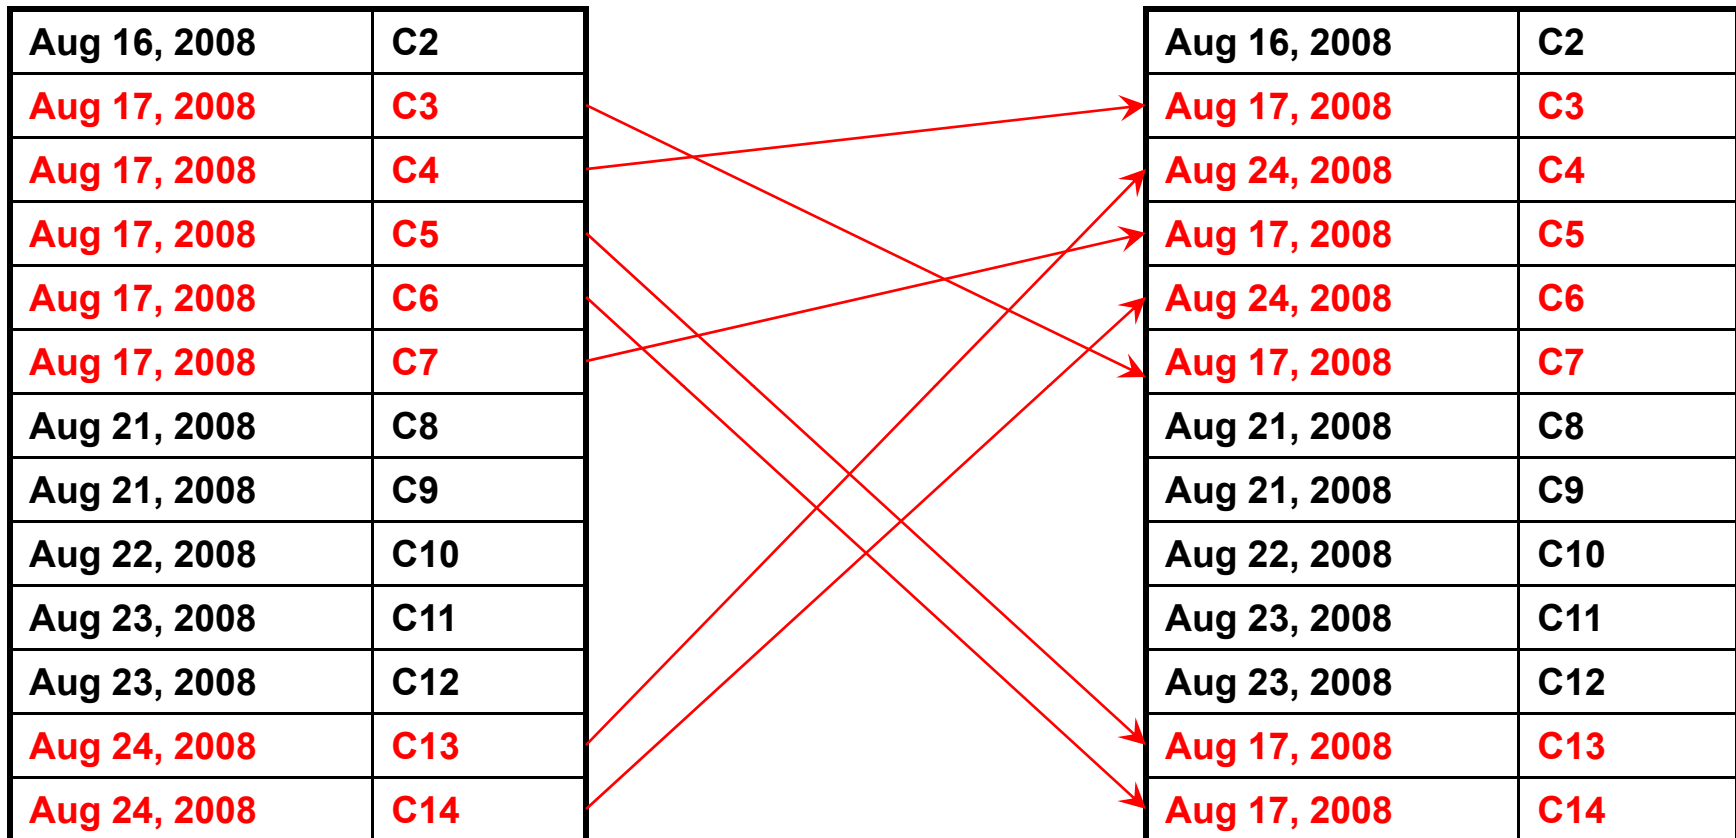 Aug 16, 2008 C2
Aug 17, 2008 C3
Aug 17, 2008 C4
Aug 17, 2008 C5
Aug 17, 2008 C6
Aug 17, 2008 C7
Aug 21, 2008 C8
Aug 21, 2008 C9
Aug 22, 2008 C10
Aug 23, 2008 C11
Aug 23, 2008 C12
Aug 24, 2008 C13
Aug 24, 2008 C14
Aug 16, 2008 C2
Aug 17, 2008 C3
Aug 24, 2008 C4
Aug 17, 2008 C5
Aug 24, 2008 C6
Aug 17, 2008 C7
Aug 21, 2008 C8
Aug 21, 2008 C9
Aug 22, 2008 C10
Aug 23, 2008 C11
Aug 23, 2008 C12
Aug 17, 2008 C13
Aug 17, 2008 C14